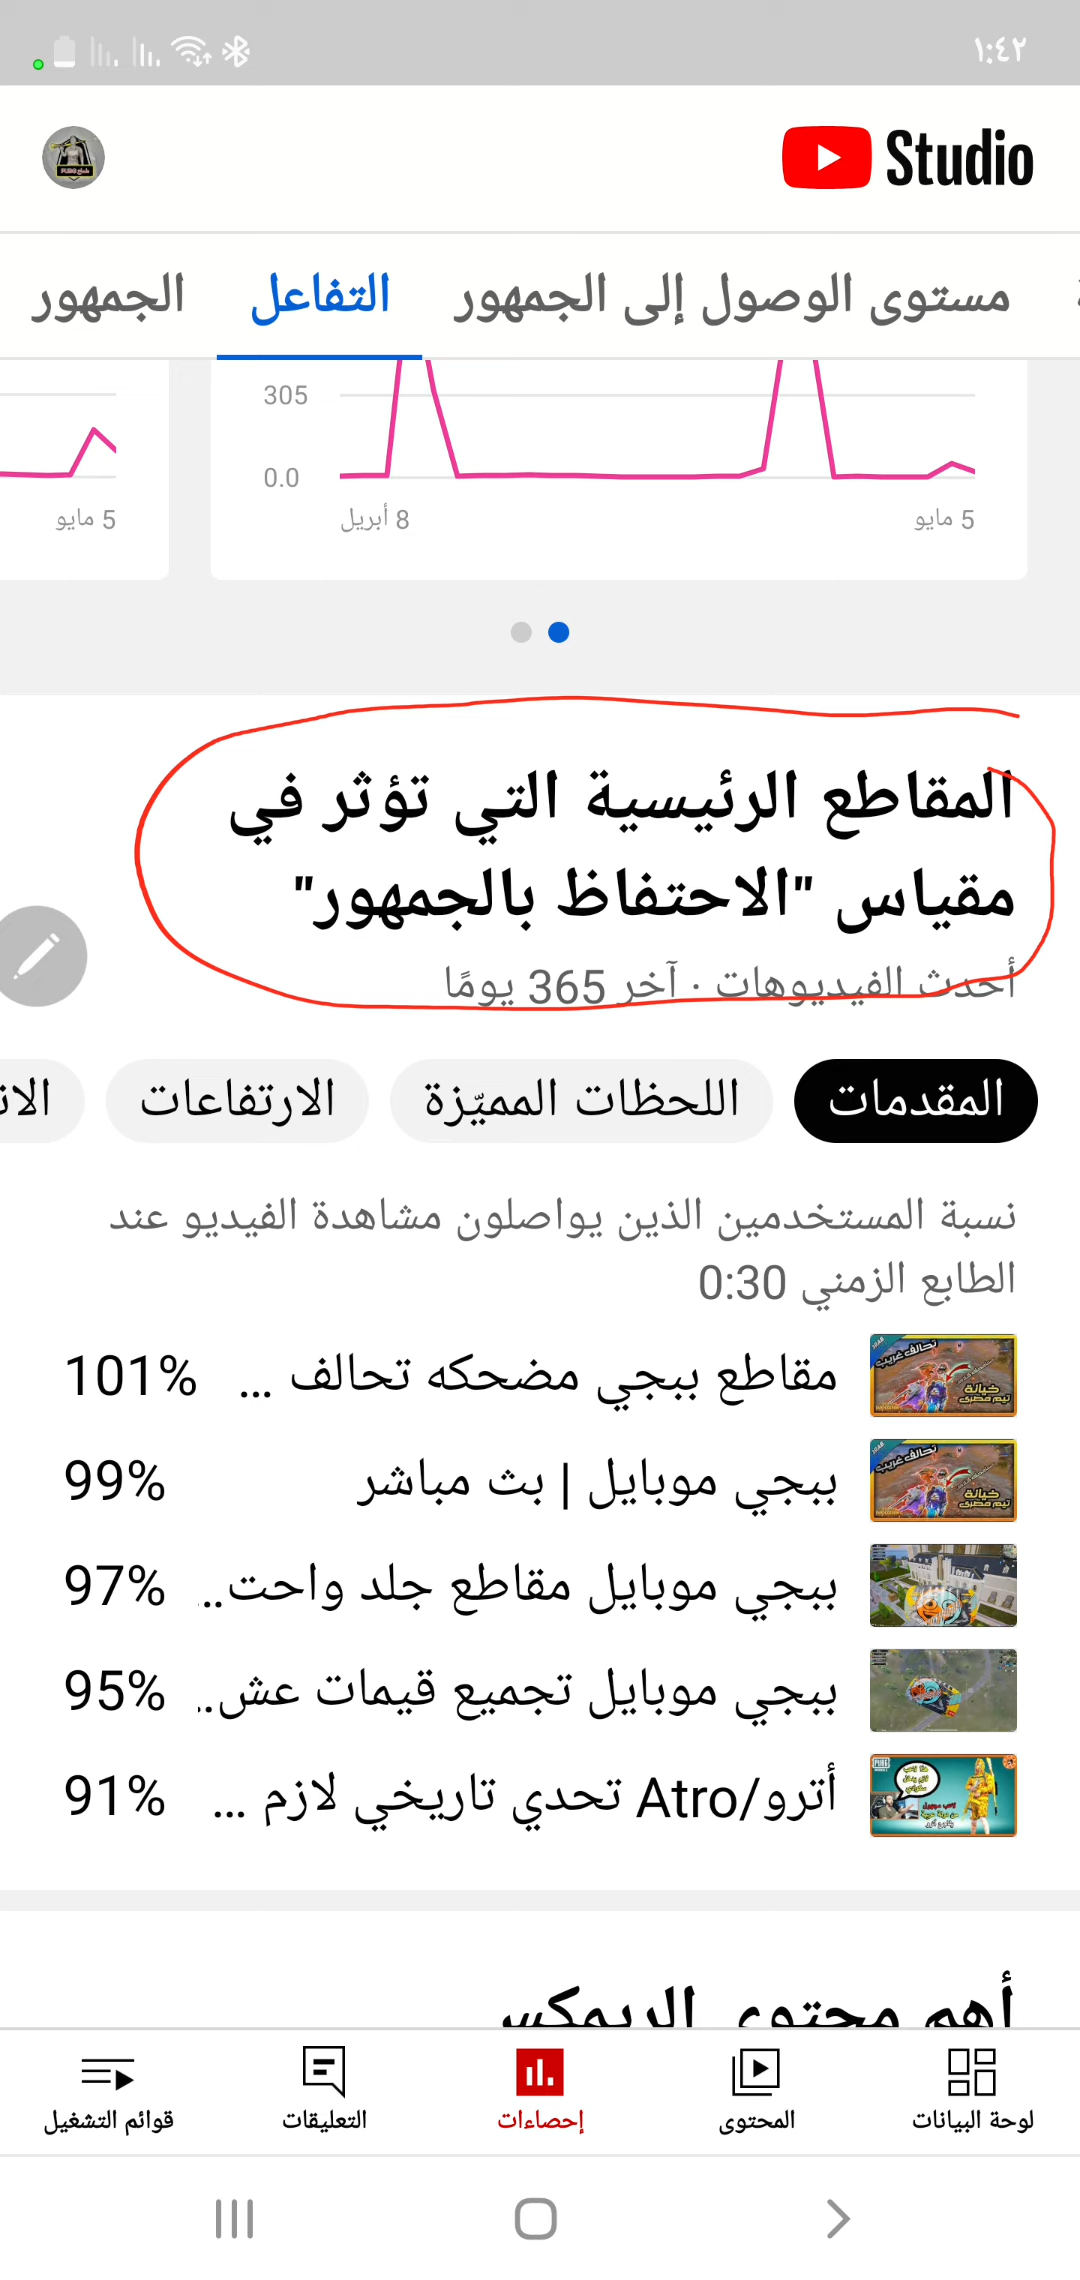 ١:٤٢
Studio
مستوى الوصول إلى الجمهور
التفاعل
الجمهور
305
0.0
8 أبريل
5 مايو
5 مايو
المقاطع الرئيسية التي تؤثر في
مقياس "الاحتفاظ بالجمهور"
أحدث الفيديوهات · آخر 365 يومًا
المقدمات
اللحظات المميّزة
الارتفاعات
نسبة المستخدمين الذين يواصلون مشاهدة الفيديو عند
الطابع الزمني 0:30
مقاطع ببجي مضحكه تحالف ... 101%
ببجي موبايل | بث مباشر 99%
ببجي موبايل مقاطع جلد واحت... 97%
ببجي موبايل تجميع قيمات عش... 95%
أترو/Atro تحدي تاريخي لازم ... 91%
أهم محتوى الريمكس
لوحة البيانات
المحتوى
إحصاءات
التعليقات
قوائم التشغيل